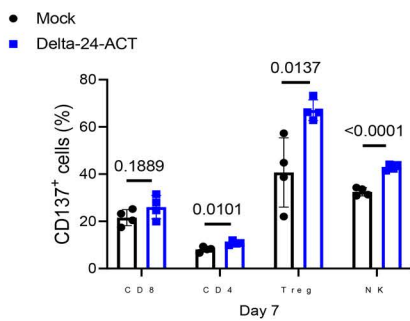 Mock
Delta-24-ACT
CD137+ cells (%)
80
60
40
20
0
0.1889
0.0101
0.0137
<0.0001
CD8
CD4
Treg
NK
Day 7